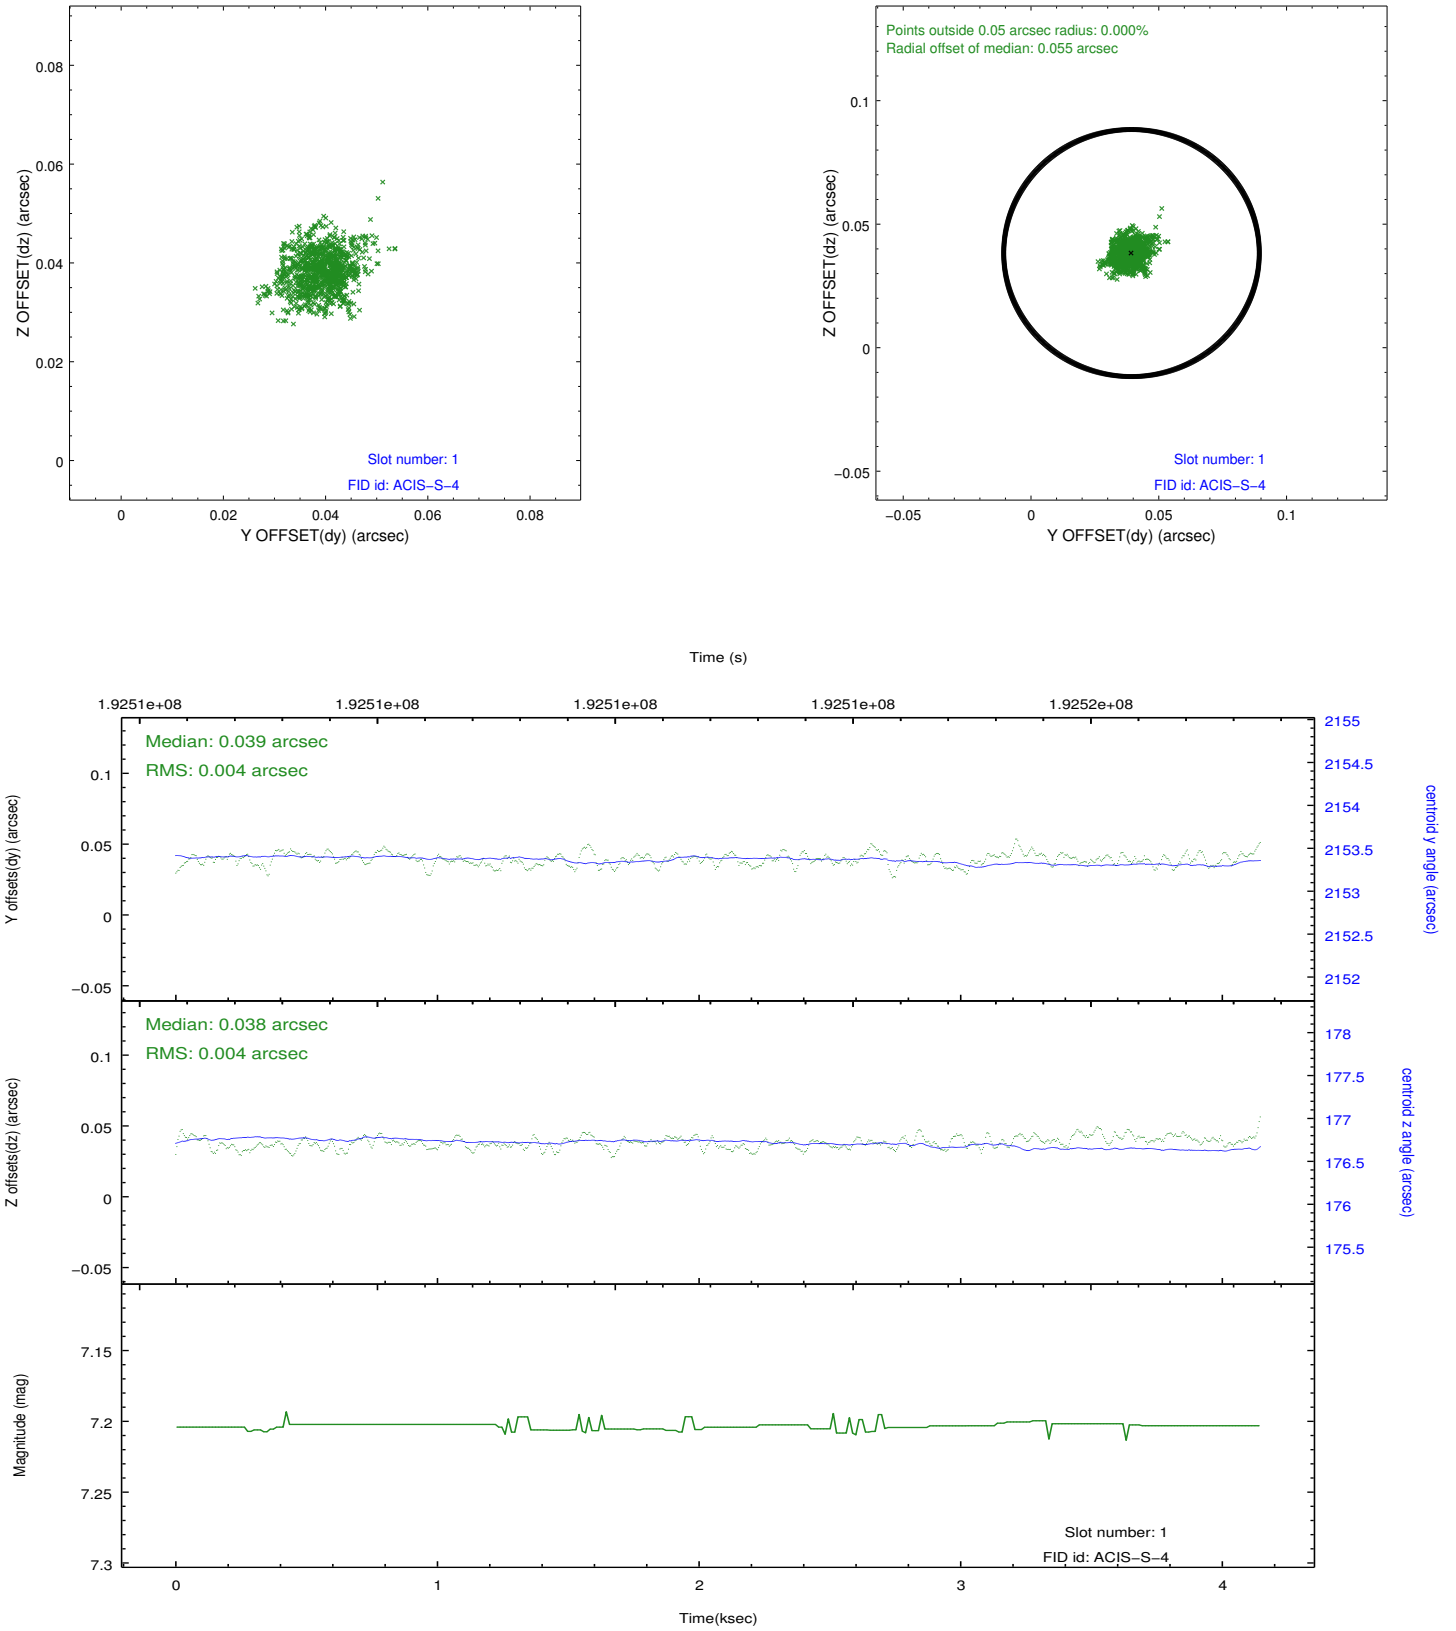 0.08
0.06
0.04
0.02
0
Z OFFSET(dz) (arcsec)
Slot number: 1
FID id: ACIS−S−4
0
0.02
0.04
0.06
0.08
Y OFFSET(dy) (arcsec)
Points outside 0.05 arcsec radius: 0.000%
Radial offset of median: 0.055 arcsec
0.1
0.05
0
−0.05
Z OFFSET(dz) (arcsec)
Slot number: 1
FID id: ACIS−S−4
−0.05
0
0.05
0.1
Y OFFSET(dy) (arcsec)
Time (s)
1.9251e+08
1.9251e+08
1.9251e+08
1.9251e+08
1.9252e+08
Median: 0.039 arcsec
RMS: 0.004 arcsec
0.1
0.05
0
−0.05
Y offsets(dy) (arcsec)
2155
2154.5
2154
2153.5
2153
2152.5
2152
centroid y angle (arcsec)
Median: 0.038 arcsec
RMS: 0.004 arcsec
0.1
0.05
0
−0.05
Z offsets(dz) (arcsec)
178
177.5
177
176.5
176
175.5
centroid z angle (arcsec)
7.15
7.2
7.25
7.3
Magnitude (mag)
Slot number: 1
FID id: ACIS−S−4
0
1
2
3
4
Time(ksec)